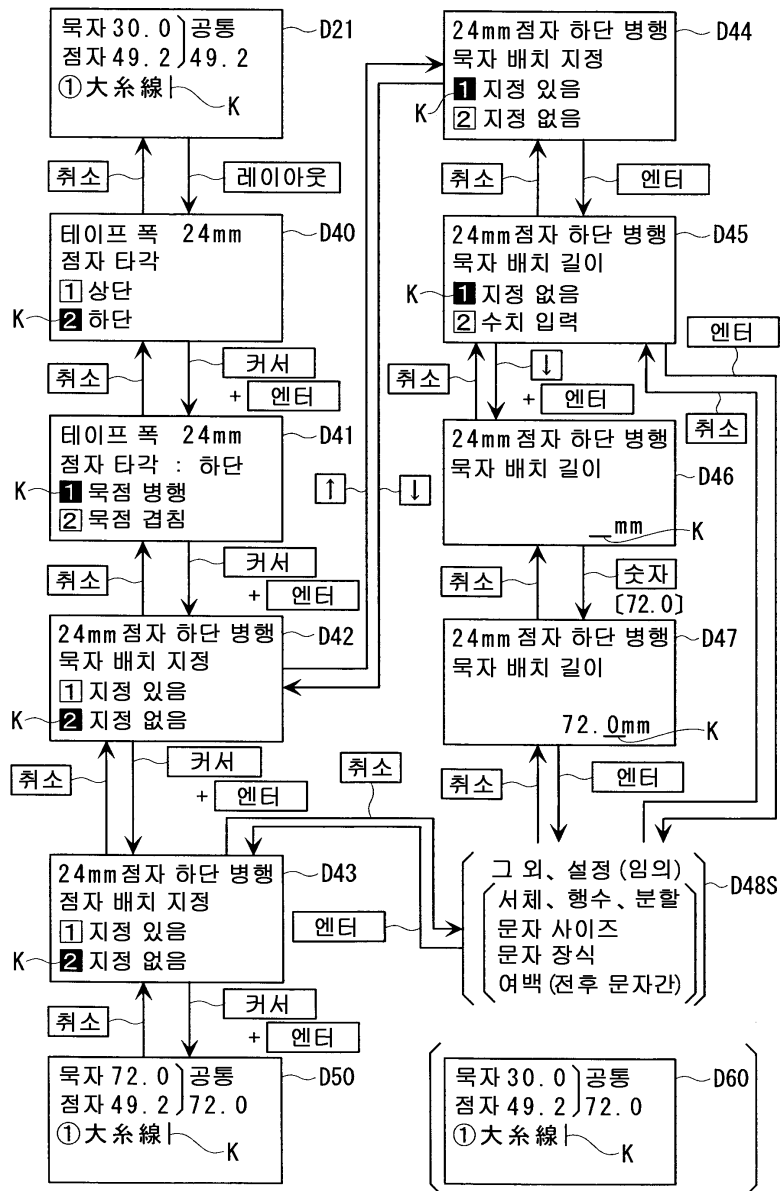 묵자 30.0 공통
점자 49.2 49.2
①大糸線
K
D21
취소
레이아웃
테이프 폭 24mm
점자 타각
1 상단
2 하단
K
D40
취소
커서
+ 엔터
테이프 폭 24mm
점자 타각 : 하단
1 묵점 병행
2 묵점 겹침
K
D41
취소
커서
+ 엔터
24mm점자 하단 병행
묵자 배치 지정
1 지정 있음
2 지정 없음
K
D42
↑
↓
취소
커서
+ 엔터
24mm점자 하단 병행
점자 배치 지정
1 지정 있음
2 지정 없음
K
D43
취소
엔터
취소
커서
+ 엔터
묵자 72.0 공통
점자 49.2 72.0
①大糸線
K
D50
24mm점자 하단 병행
묵자 배치 지정
1 지정 있음
2 지정 없음
K
D44
취소
엔터
24mm점자 하단 병행
묵자 배치 길이
1 지정 없음
2 수치 입력
K
D45
취소
↓
+ 엔터
엔터
취소
24mm점자 하단 병행
묵자 배치 길이
mm
K
D46
취소
숫자
[72.0]
24mm점자 하단 병행
묵자 배치 길이
72.0mm
K
D47
취소
엔터
그 외、설정(임의)
서체、행수、분할
문자 사이즈
문자 장식
여백(전후 문자간)
D48S
묵자 30.0 공통
점자 49.2 72.0
①大糸線
K
D60